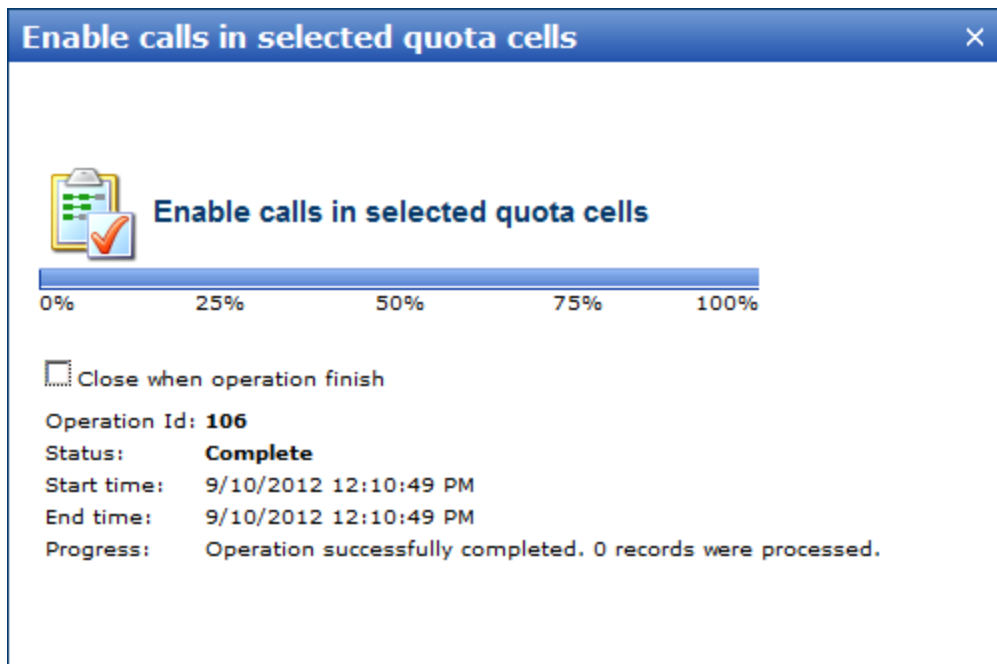 Enable calls in selected quota cells
Enable calls in selected quota cells
0% 25% 50% 75% 100%
Close when operation finish
Operation Id: 106
Status: Complete
Start time: 9/10/2012 12:10:49 PM
End time: 9/10/2012 12:10:49 PM
Progress: Operation successfully completed. 0 records were processed.